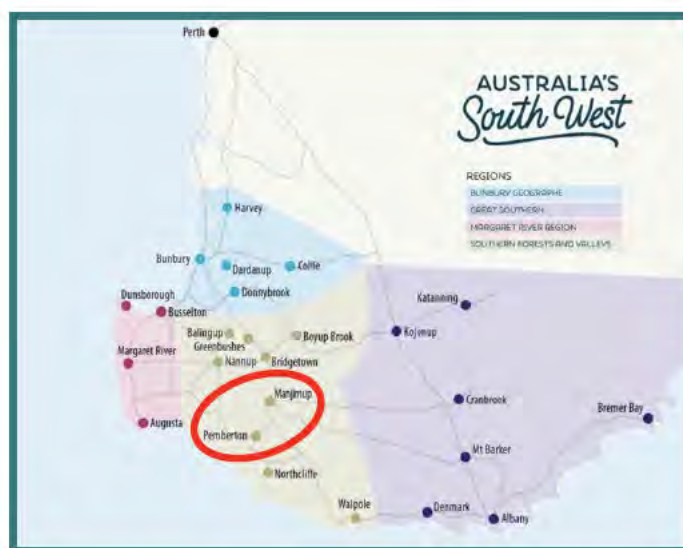 Perth
AUSTRALIA'S
South West
REGIONS
BUNBURY GEOGRAPHE
GREAT SOUTHERN
MARGARET RIVER REGION
SOUTHERN FORESTS AND VALLEYS
Harvey
Bunbury
Dardanup
Collie
Donnybrook
Dunsborough
Busselton
Katanning
Balingup
Greenbushes
Boyup Brook
Kojonup
Margaret River
Nannup
Bridgetown
Manjimup
Cranbrook
Bremer Bay
Augusta
Pemberton
Mt Barker
Northcliffe
Walpole
Denmark
Albany